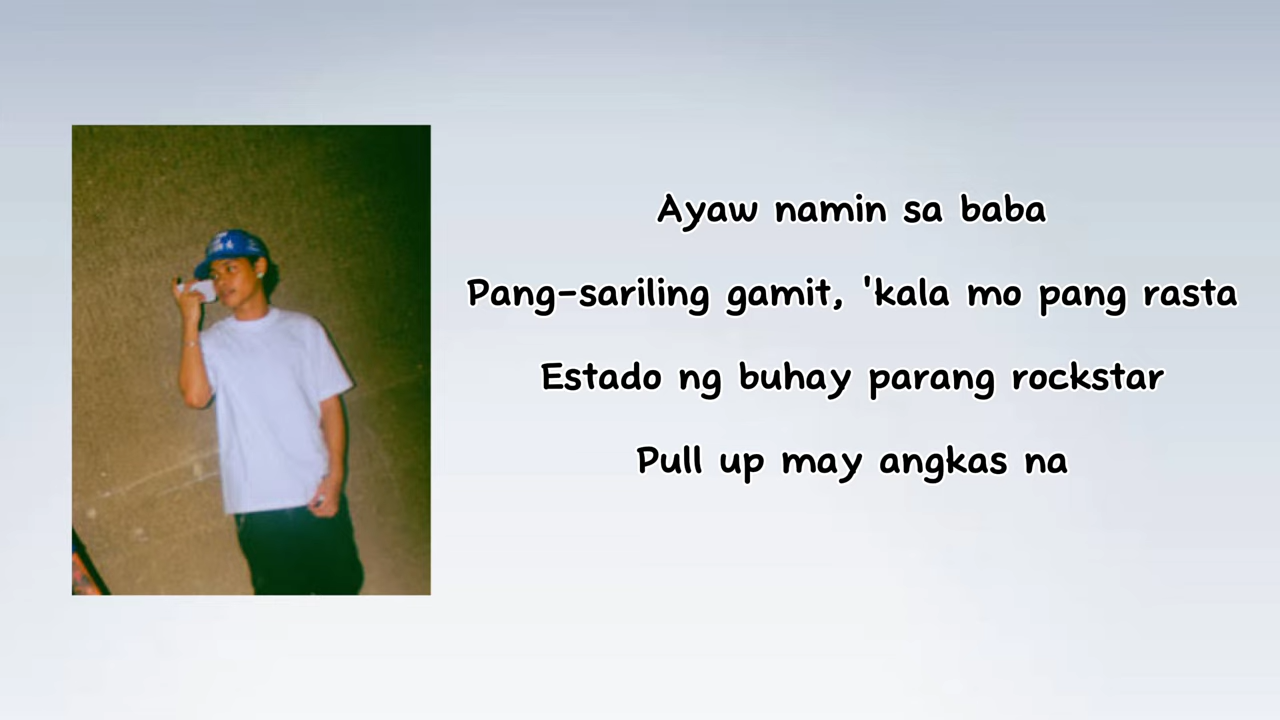 Ayaw namin sa baba
Pang-sariling gamit, 'kala mo pang rasta
Estado ng buhay parang rockstar
Pull up may angkas na